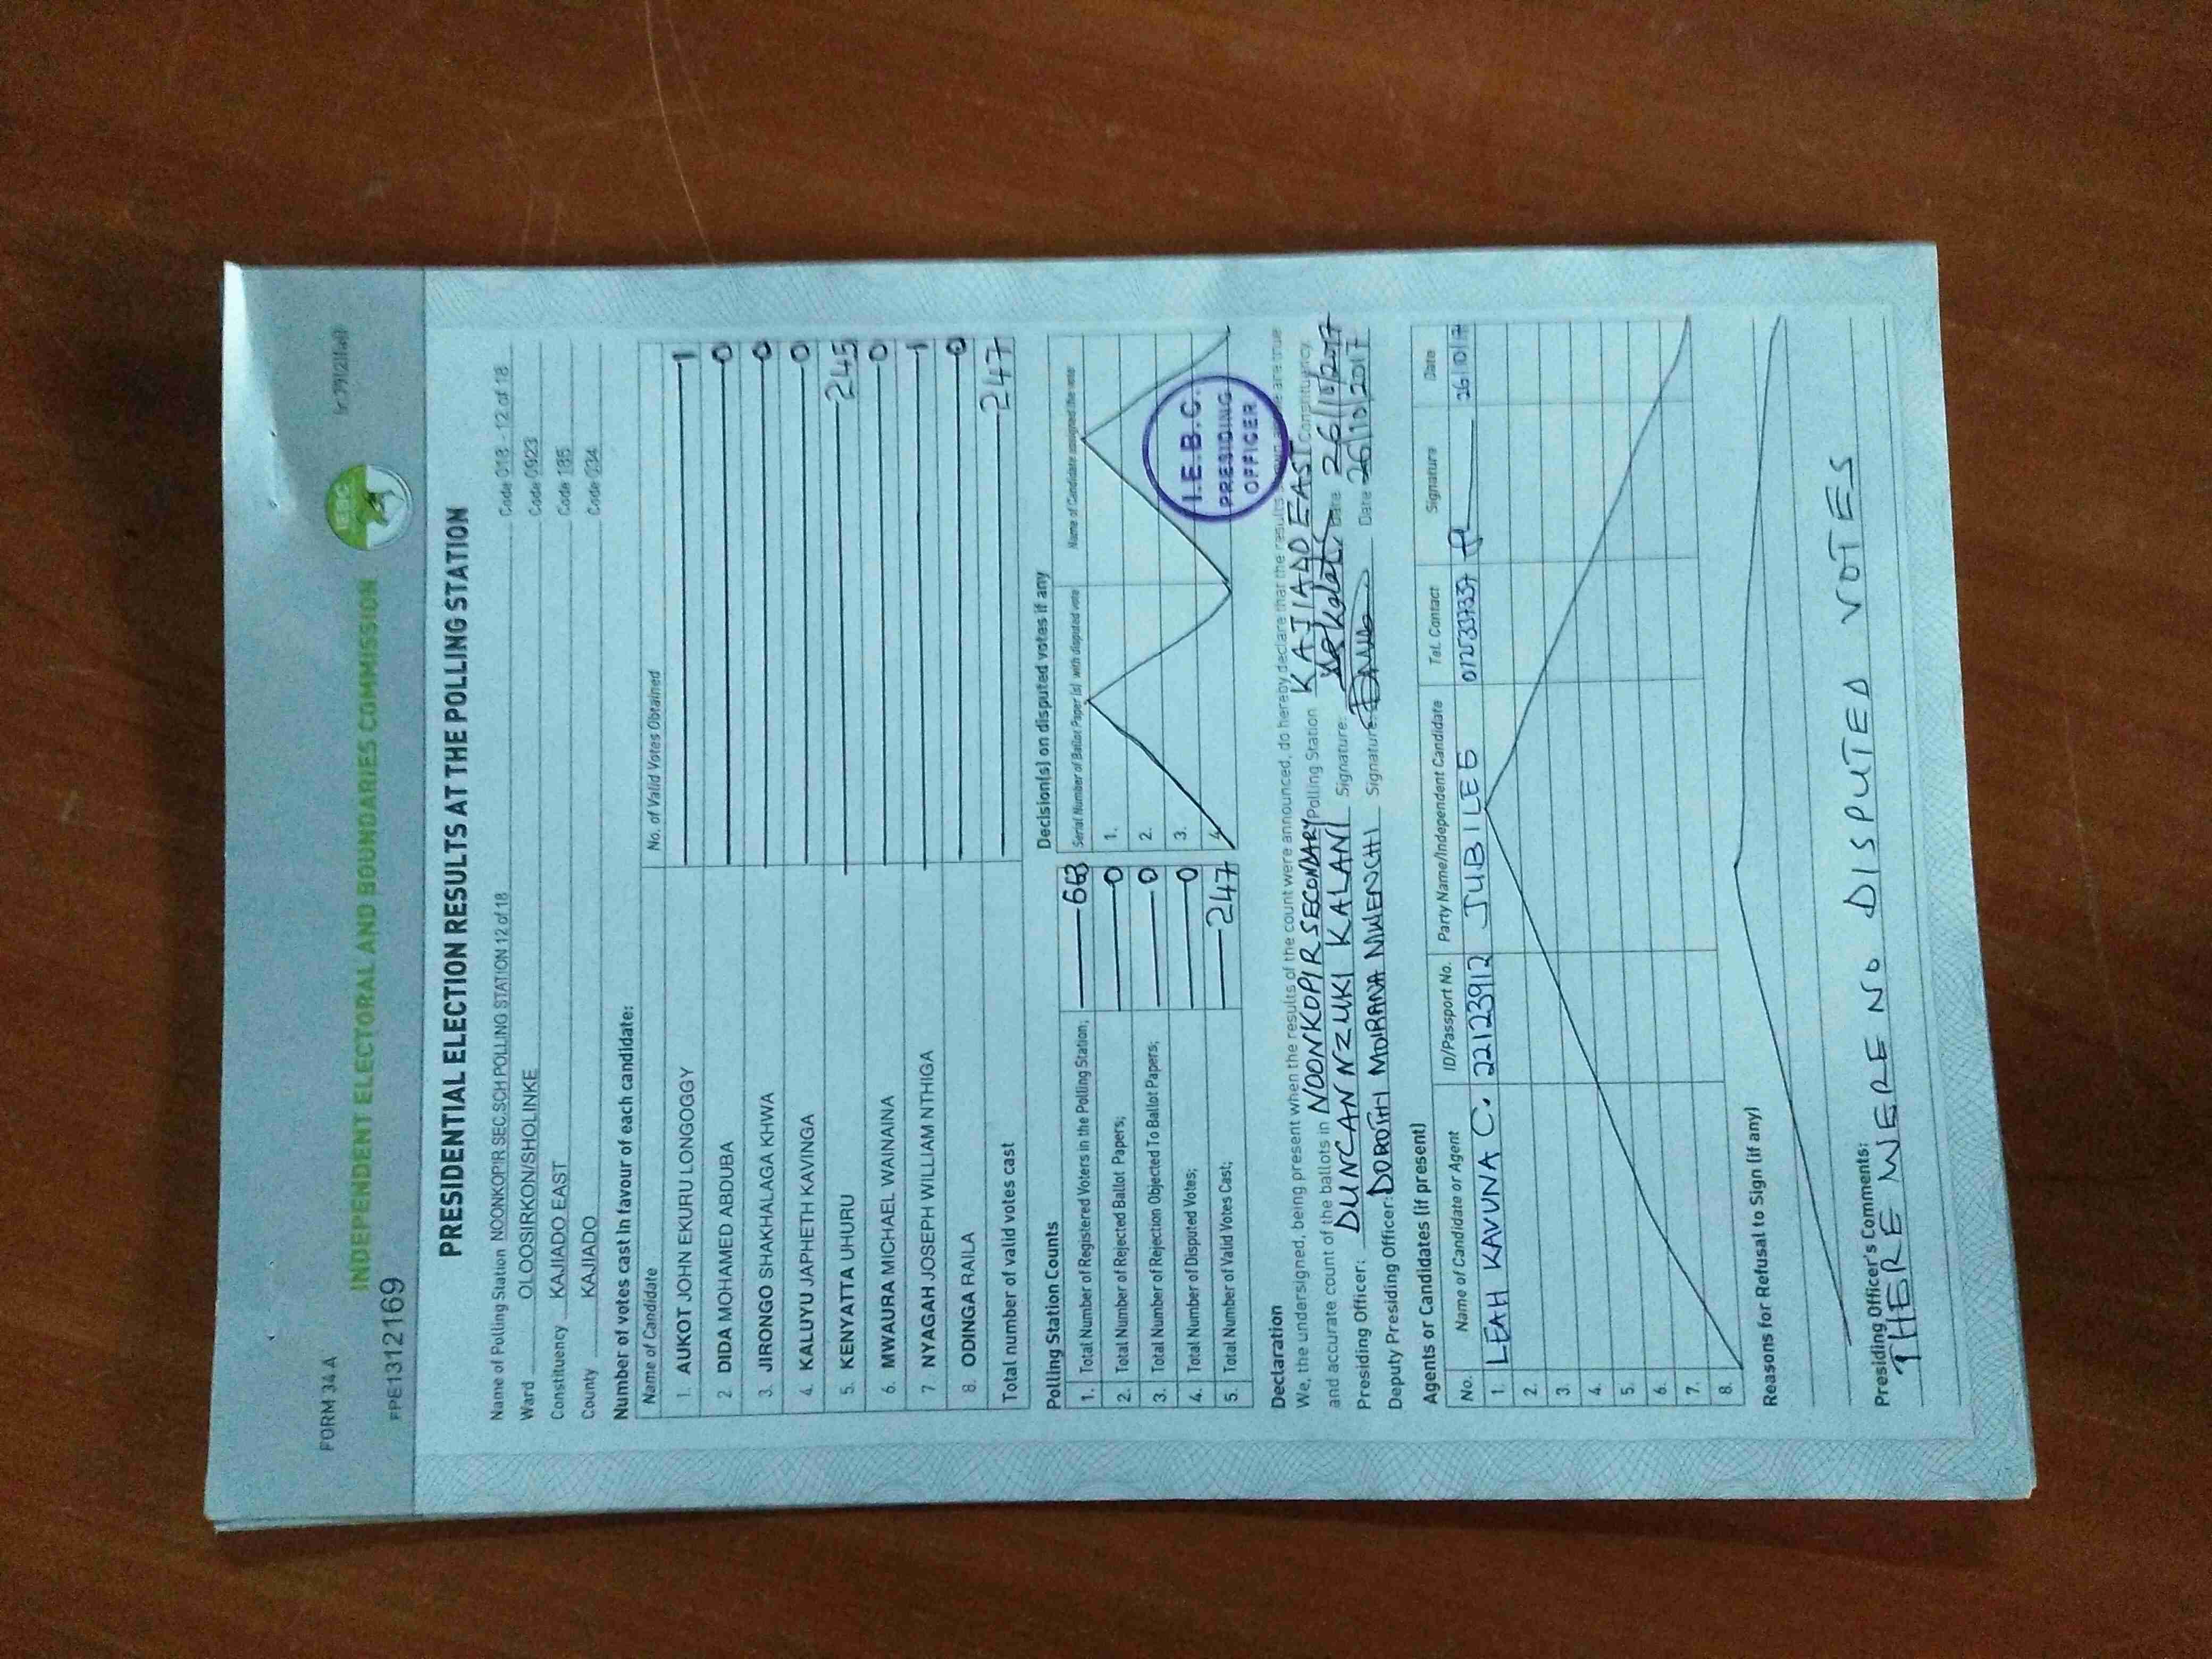 FORM 34 A
INDEPENDENT ELECTORAL AND BOUNDARIES COMMISSION
IEBC
PPE1312169
PRESIDENTIAL ELECTION RESULTS AT THE POLLING STATION
Name of Polling Station NOONKOPIR SEC.SCH POLLING STATION 12 of 18 Code 018 - 12 of 18
Ward OLOOSIRKON/SHOLINKE Code 0923
Constituency KAJIADO EAST Code 185
County KAJIADO Code 034
Number of votes cast in favour of each candidate:
Name of Candidate No. of Valid Votes Obtained
1. AUKOT JOHN EKURU LONGOGGY 1
2 DIDA MOHAMED ABDUBA 0
3. JIRONGO SHAKHALAGA KHWA 0
4. KALUYU JAPHETH KAVINGA 0
5. KENYATTA UHURU 245
6. MWAURA MICHAEL WAINAINA 0
7 NYAGAH JOSEPH WILLIAM NTHIGA 1
8. ODINGA RAILA 0
Total number of valid votes cast 247
Polling Station Counts
1. Total Number of Registered Voters in the Polling Station;
2. Total Number of Rejected Ballot Papers; 0
3. Total Number of Rejection Objected To Ballot Papers; 0
4. Total Number of Disputed Votes; 0
5 Total Number of Valid Votes Cast; 247
Decision(s) on disputed votes if any
Serial Number of Ballot Paper (s) with disputed vote Name of Candidate assigned the vote
1.
2.
3.
4.
I.E.B.C.
PRESIDING
OFFICER
Declaration
We, the undersigned, being present when the results of the count were announced, do hereby declare that the results are true
and accurate count of the ballots in NOONKOPIR SECONDARY Polling Station KAJIADO EAST Constituency
Presiding Officer: DUNCAN NZUKI KALANI Signature. Date 26/10/2017
Deputy Presiding Officer: MWENCHI Signature: Date 26/10/2017
Agents or Candidates (if present)
No. Name of Candidate or Agent ID/Passport No. Party Name/Independent Candidate Tel. Contact Signature Date
1. LEAH KAVUNA C. 22123912 JUBILEE 26/10/17
2.
3.
4.
5.
6.
7.
8.
Reasons for Refusal to Sign (if any)
Presiding Officer's Comments:
THERE WERE NO DISPUTED VOTES